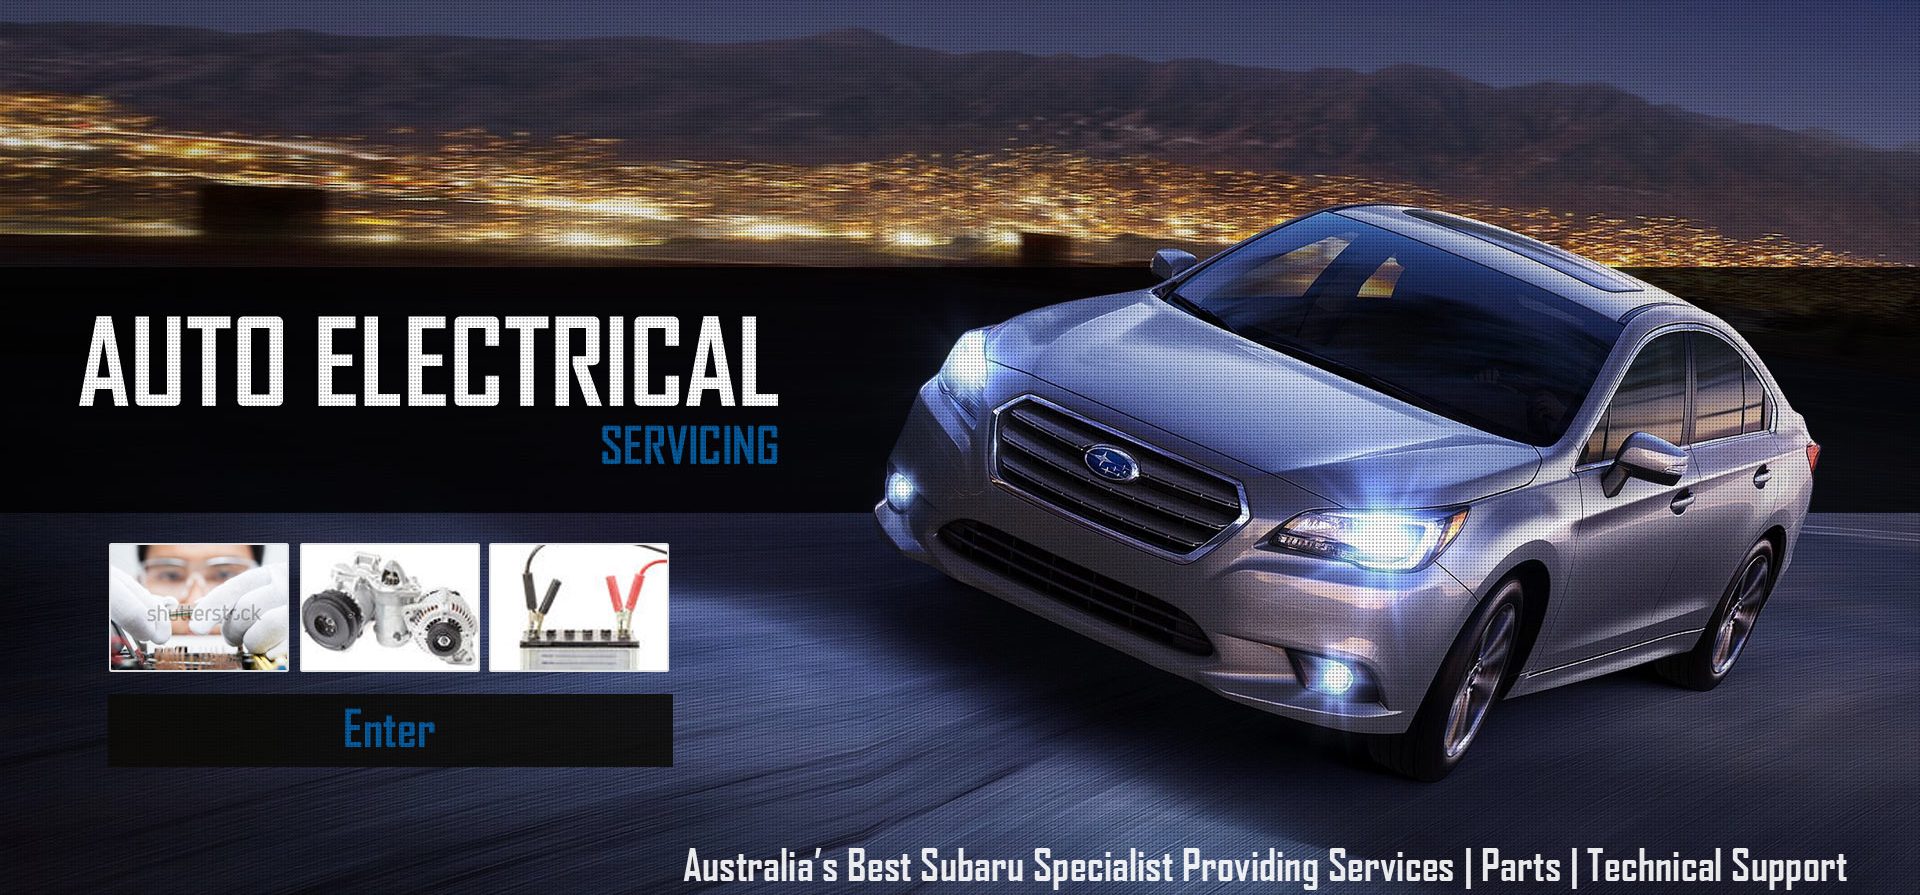 AUTO ELECTRICAL
SERVICING
shutterstock
Enter
Australia’s Best Subaru Specialist Providing Services | Parts | Technical Support